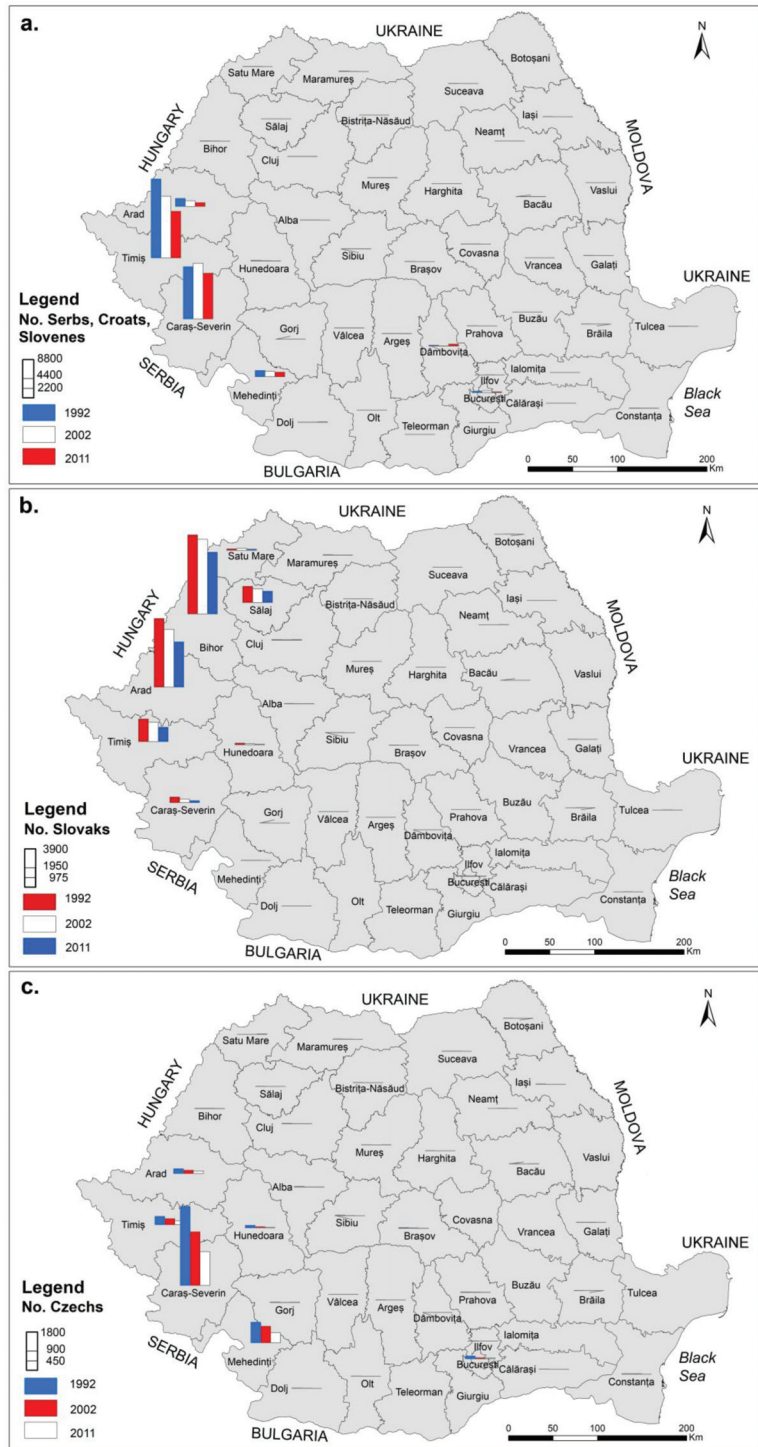 a.
UKRAINE
N
Botoșani
Satu Mare
Maramureș
Suceava
Iași
Sălaj
Bistrița-Năsăud
Neamț
HUNGARY
MOLDOVA
Bihor
Cluj
Mureș
Harghita
Bacău
Vaslui
Arad
Alba
Timiș
Sibiu
Covasna
Hunedoara
Brașov
Vrancea
Galați
UKRAINE
Legend
No. Serbs, Croats,
Slovenes
8800
4400
2200
1992
2002
2011
Caraș-Severin
Gorj
Vâlcea
Argeș
Prahova
Buzău
Brăila
Tulcea
Dâmbovița
SERBIA
Ialomița
Ilfov
Mehedinți
București
Călărași
Black
Sea
Dolj
Olt
Teleorman
Giurgiu
Constanța
BULGARIA
0 50 100 200
Km
b.
UKRAINE
N
Botoșani
Satu Mare
Maramureș
Suceava
Iași
Sălaj
Bistrița-Năsăud
Neamț
HUNGARY
MOLDOVA
Bihor
Cluj
Mureș
Harghita
Bacău
Vaslui
Arad
Alba
Timiș
Hunedoara
Sibiu
Brașov
Covasna
Vrancea
Galați
UKRAINE
Legend
No. Slovaks
3900
1950
975
1992
2002
2011
Caraș-Severin
Gorj
Vâlcea
Argeș
Prahova
Buzău
Brăila
Tulcea
Dâmbovița
SERBIA
Ialomița
Ilfov
Mehedinți
București
Călărași
Black
Sea
Dolj
Olt
Teleorman
Giurgiu
Constanța
BULGARIA
0 50 100 200
Km
c.
UKRAINE
N
Botoșani
Satu Mare
Maramureș
Suceava
Iași
Sălaj
Bistrița-Năsăud
Neamț
HUNGARY
MOLDOVA
Bihor
Cluj
Mureș
Harghita
Bacău
Vaslui
Arad
Alba
Timiș
Hunedoara
Sibiu
Brașov
Covasna
Vrancea
Galați
UKRAINE
Legend
No. Czechs
1800
900
450
1992
2002
2011
Caraș-Severin
Gorj
Vâlcea
Argeș
Prahova
Buzău
Brăila
Tulcea
Dâmbovița
SERBIA
Ialomița
Ilfov
Mehedinți
București
Călărași
Black
Sea
Dolj
Olt
Teleorman
Giurgiu
Constanța
BULGARIA
0 50 100 200
Km